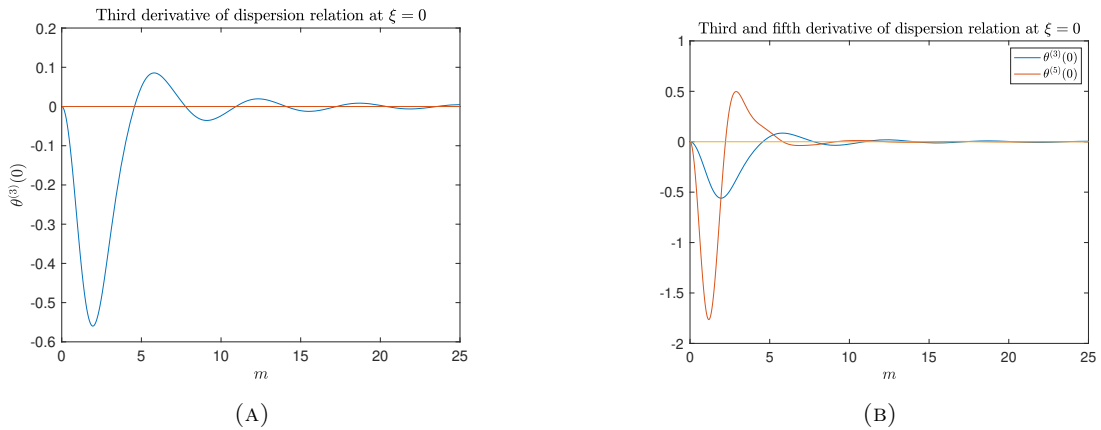 Third derivative of dispersion relation at ξ = 0
0.2
0.1
0
-0.1
-0.2
-0.3
-0.4
-0.5
-0.6
θ⁽³⁾(0)
0 5 10 15 20 25
m
(A)
Third and fifth derivative of dispersion relation at ξ = 0
1
0.5
0
-0.5
-1
-1.5
-2
θ⁽³⁾(0)
θ⁽⁵⁾(0)
0 5 10 15 20 25
m
(B)